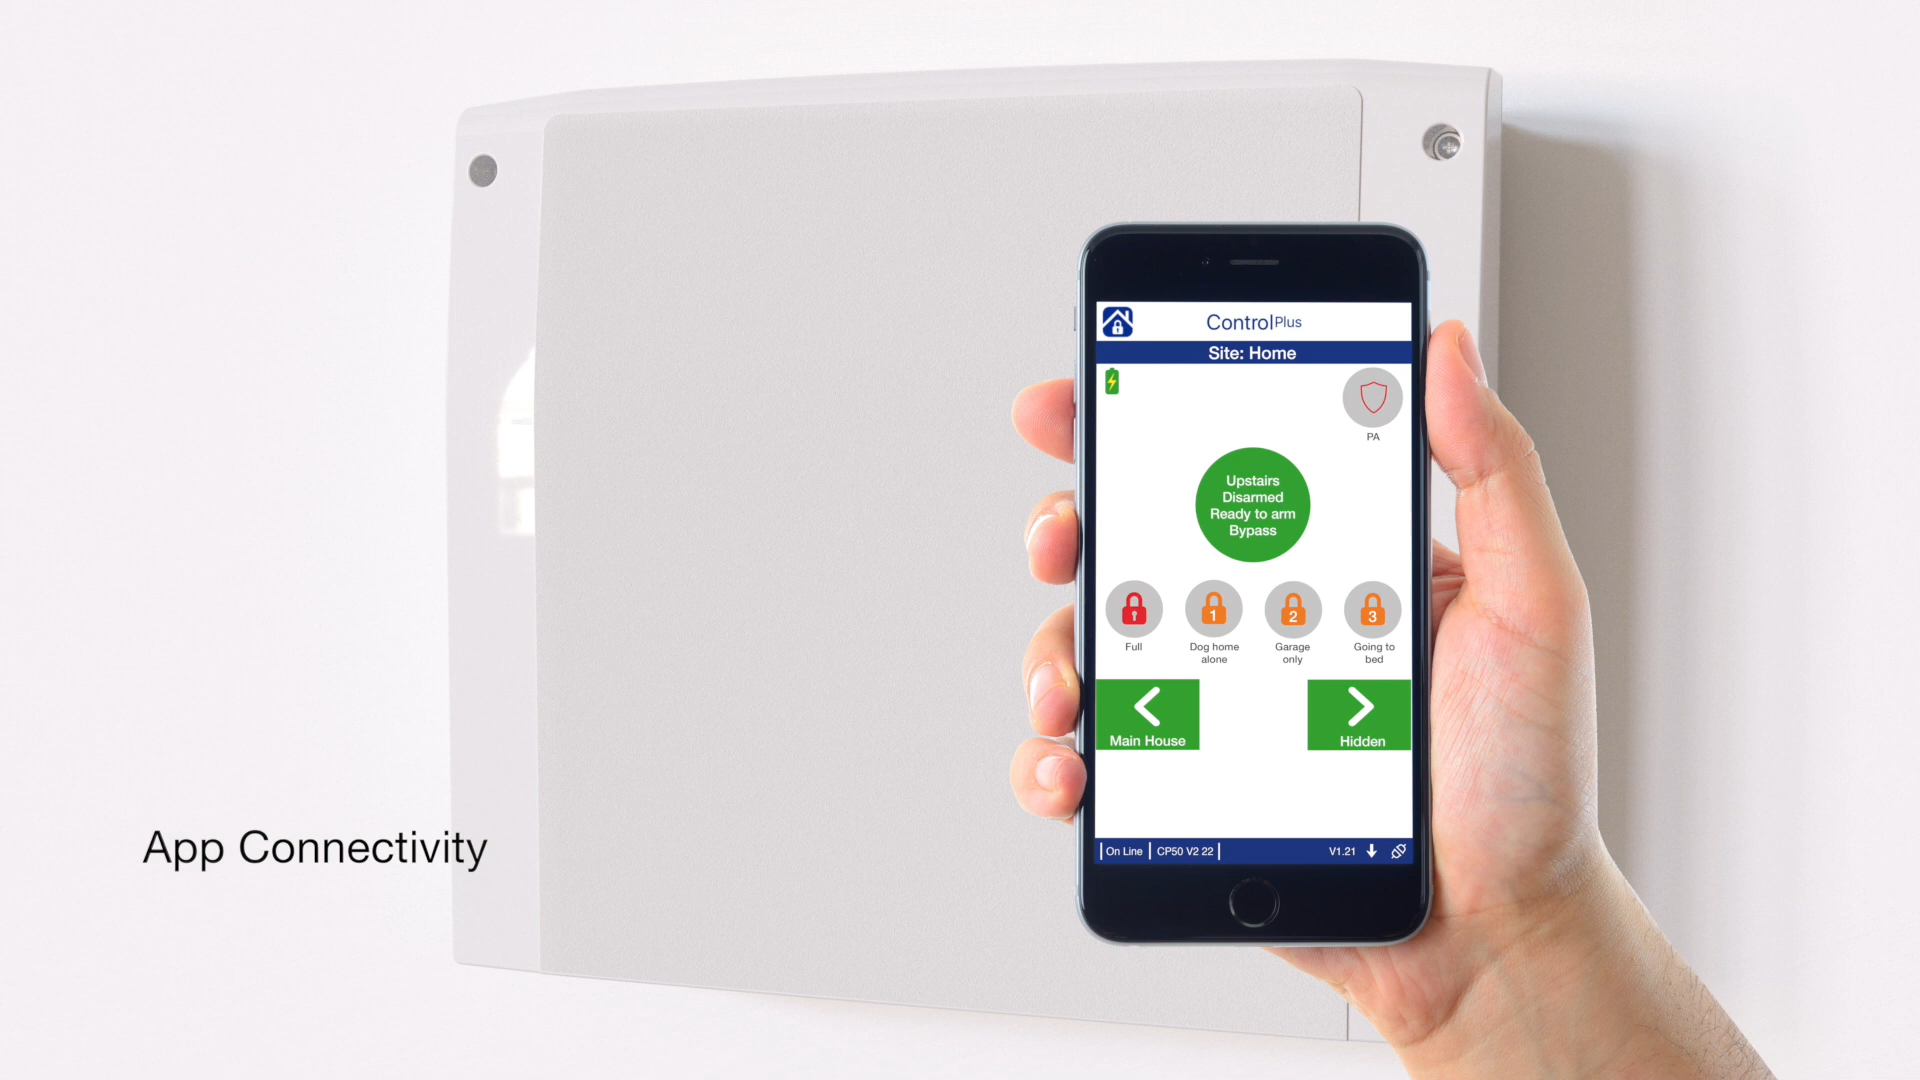 ControlPlus
Site: Home
PA
Upstairs
Disarmed
Ready to arm
Bypass
1
2
3
Full
Dog home
alone
Garage
only
Going to
bed
Main House
Hidden
On Line
CP50 V2 22
V1.21
App Connectivity